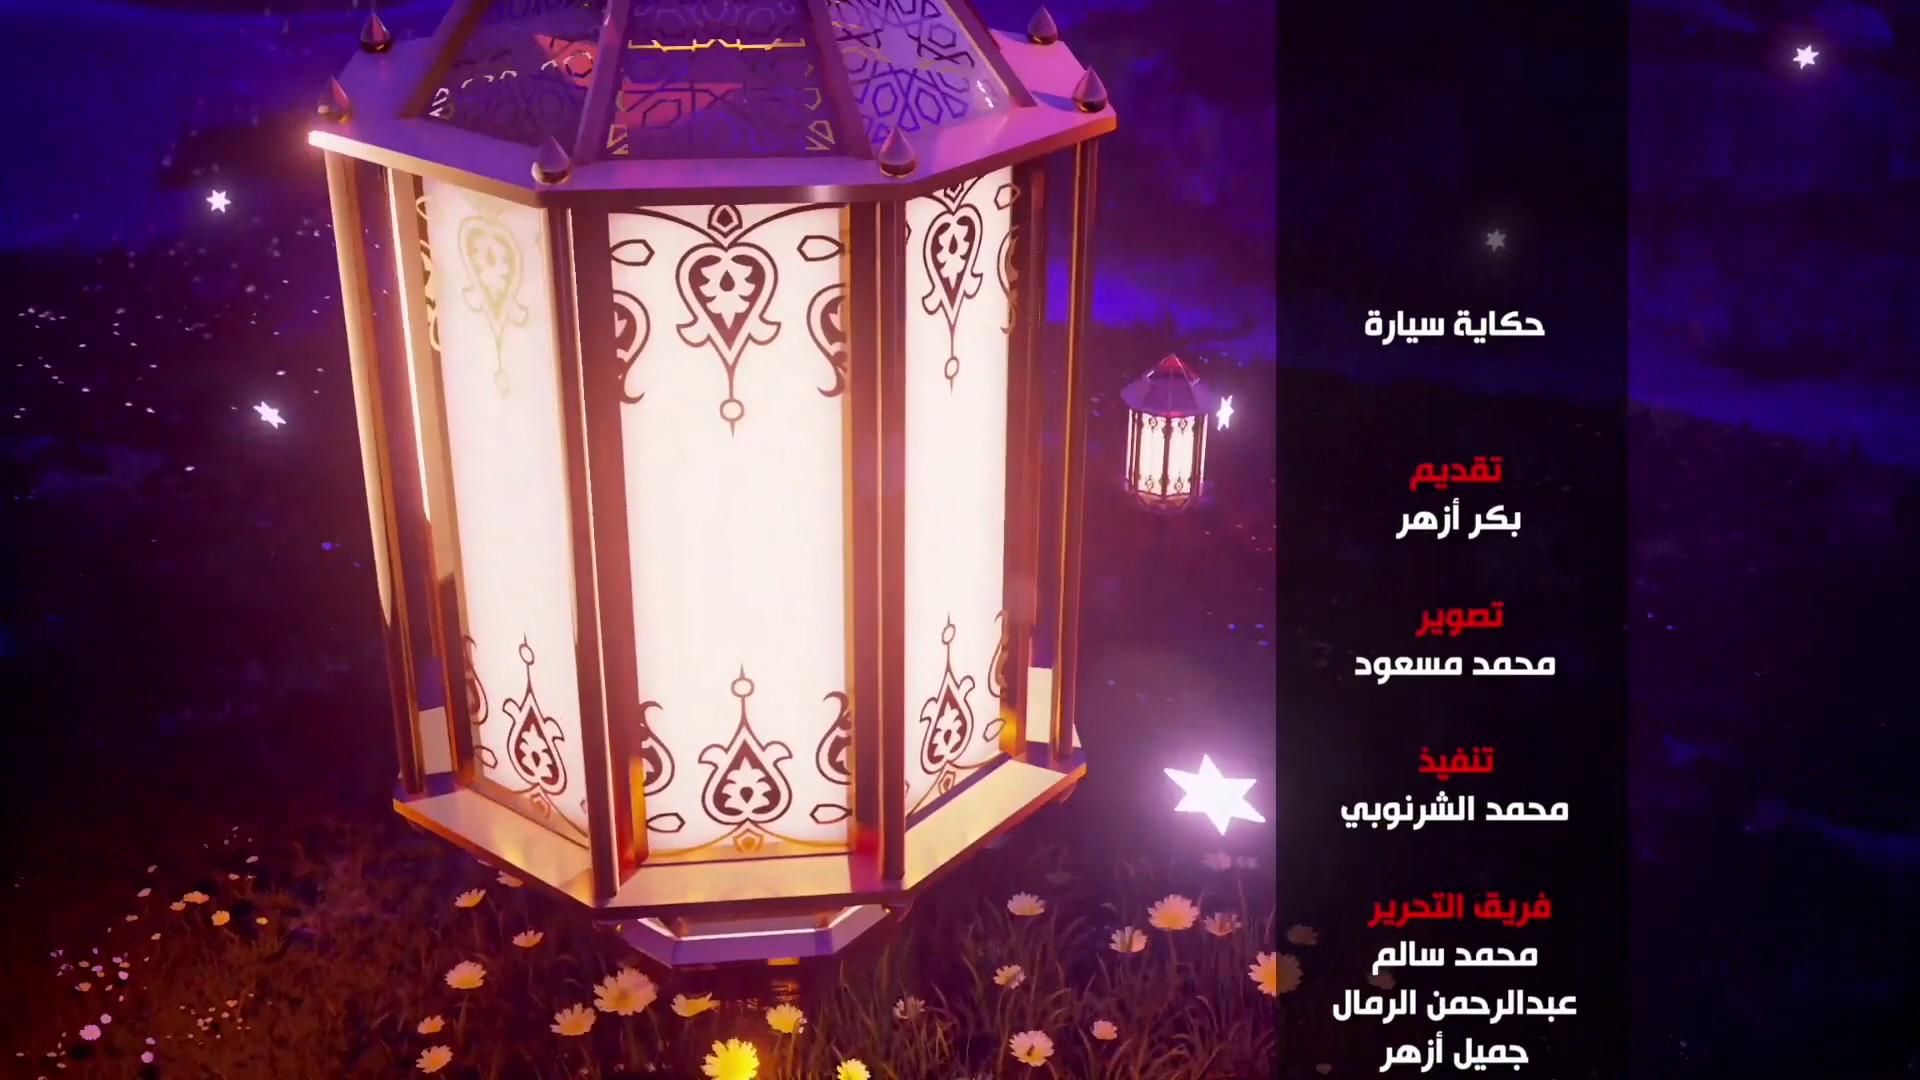 حكاية سيارة
تقديم
بكر أزهر
تصوير
محمد مسعود
تنفيذ
محمد الشرنوبي
فريق التحرير
محمد سالم
عبدالرحمن الرمال
جميل أزهر